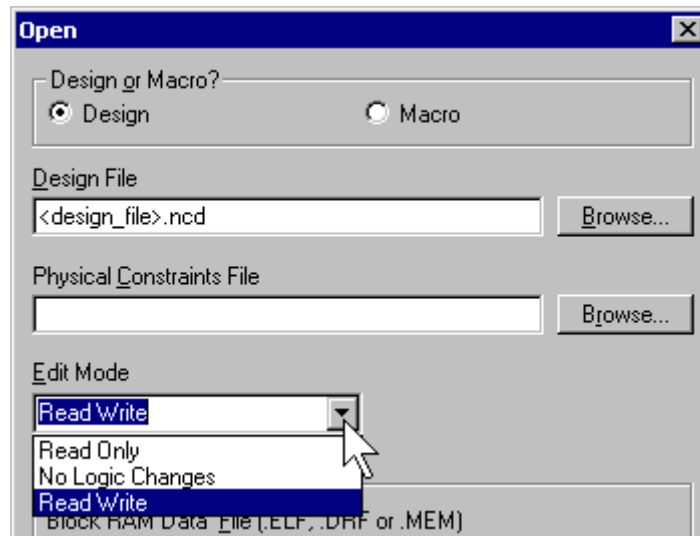 Open
Design or Macro?
Design Macro
Design File
<design_file>.ncd Browse...
Physical Constraints File
Browse...
Edit Mode
Read Write
Read Only
No Logic Changes
Read Write
Block RAM Data File (.ELF, .DRF or .MEM)